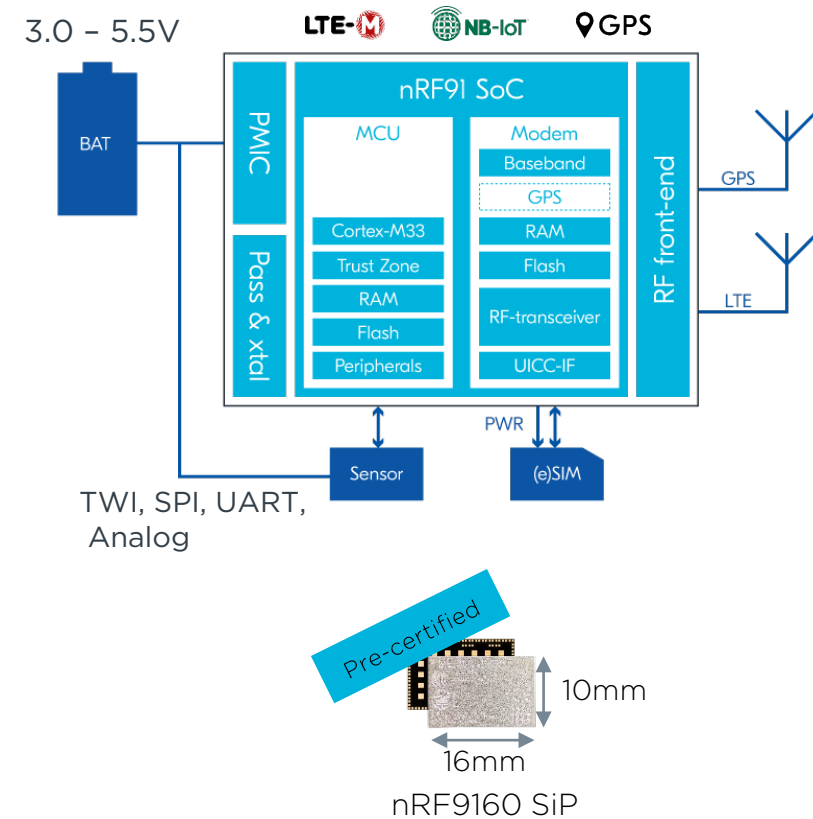 3.0 – 5.5V
LTE-M
NB-IoT
GPS
BAT
PMIC
Pass & xtal
nRF91 SoC
MCU
Cortex-M33
Trust Zone
RAM
Flash
Peripherals
Modem
Baseband
GPS
RAM
Flash
RF-transceiver
UICC-IF
RF front-end
GPS
LTE
PWR
Sensor
(e)SIM
TWI, SPI, UART,
Analog
Pre-certified
10mm
16mm
nRF9160 SiP